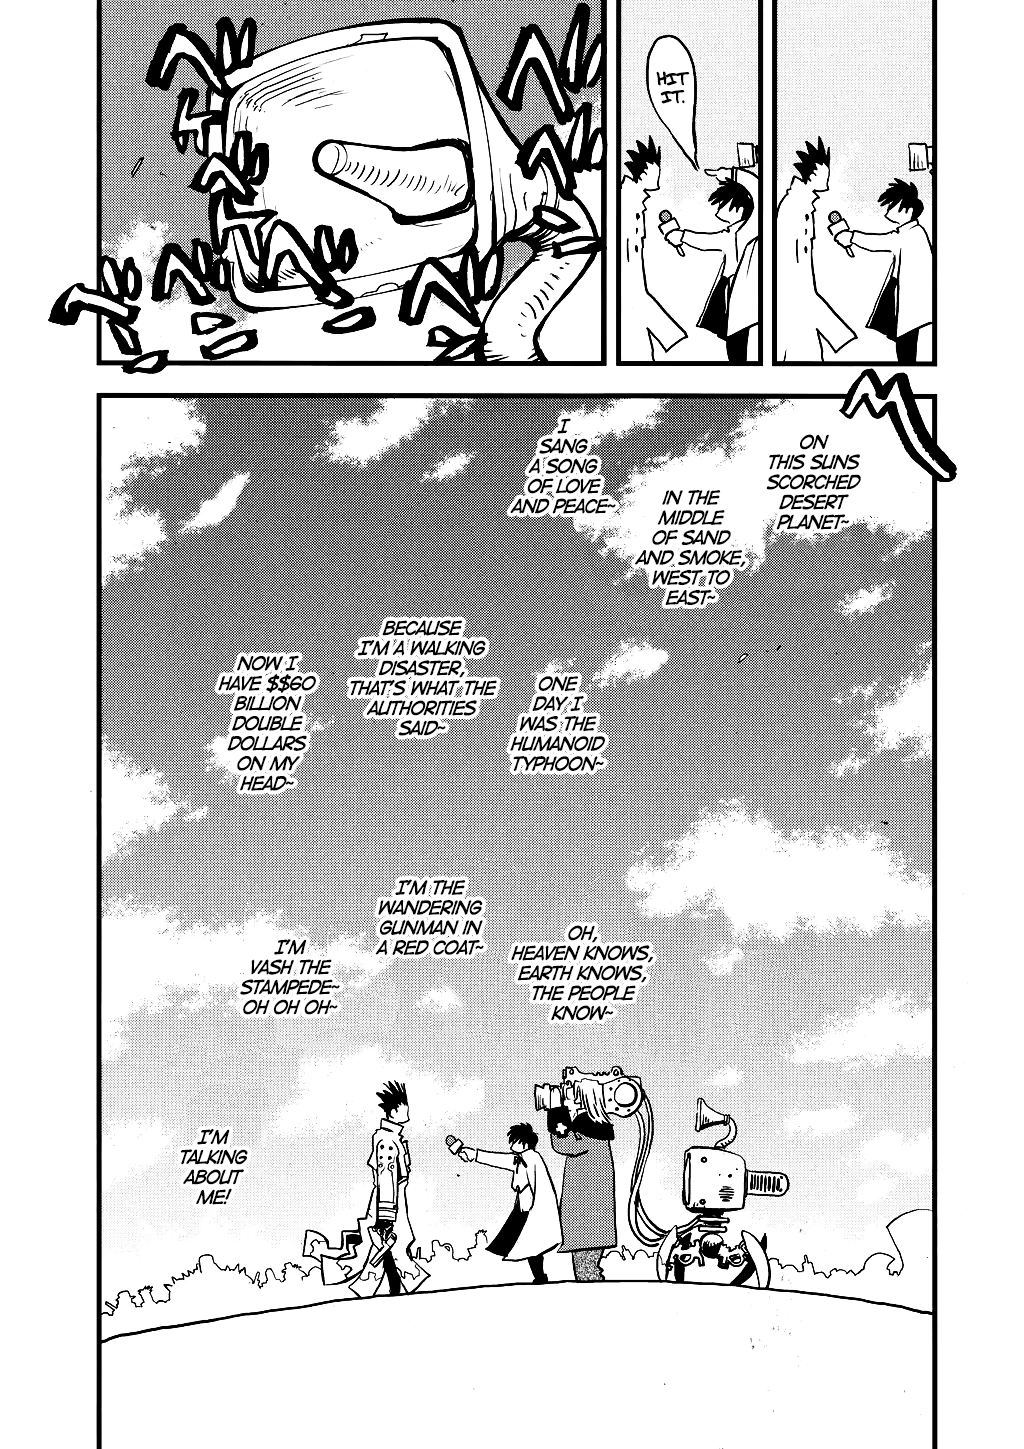 HIT
IT.
ON
THIS SUNS
SCORCHED
DESERT
PLANET~
IN THE
MIDDLE
OF SAND
AND SMOKE,
WEST TO
EAST~
I
SANG
A SONG
OF LOVE
AND PEACE~
ONE
DAY I
WAS THE
HUMANOID
TYPHOON~
BECAUSE
I'M A WALKING
DISASTER,
THAT'S WHAT THE
AUTHORITIES
SAID~
NOW I
HAVE $$60
BILLION
DOUBLE
DOLLARS
ON MY
HEAD~
OH,
HEAVEN KNOWS,
EARTH KNOWS,
THE PEOPLE
KNOW~
I'M THE
WANDERING
GUNMAN IN
A RED COAT~
I'M
VASH THE
STAMPEDE~
OH OH OH~
I'M
TALKING
ABOUT
ME!